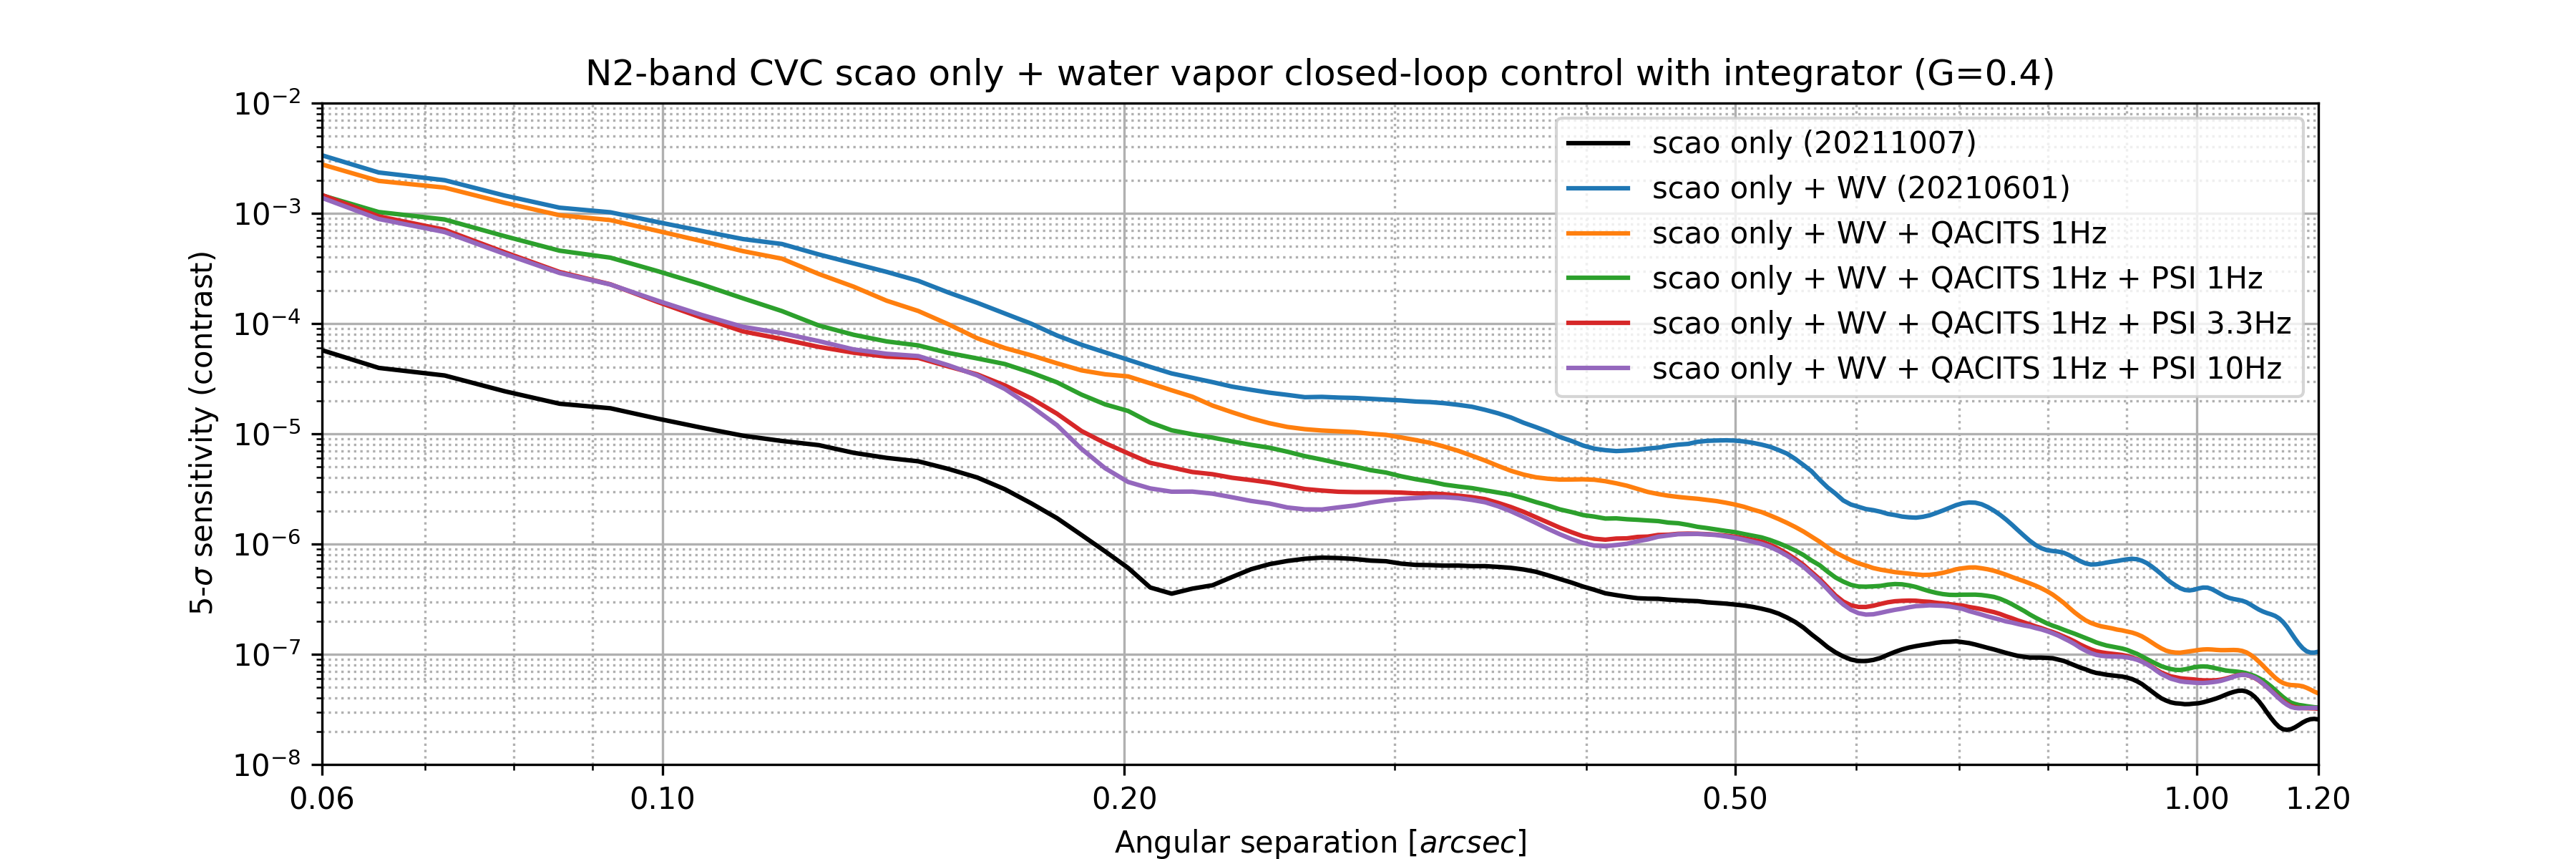 N2-band CVC scao only + water vapor closed-loop control with integrator (G=0.4)
scao only (20211007)
scao only + WV (20210601)
scao only + WV + QACITS 1Hz
scao only + WV + QACITS 1Hz + PSI 1Hz
scao only + WV + QACITS 1Hz + PSI 3.3Hz
scao only + WV + QACITS 1Hz + PSI 10Hz
5-σ sensitivity (contrast)
10⁻²
10⁻³
10⁻⁴
10⁻⁵
10⁻⁶
10⁻⁷
10⁻⁸
0.06 0.10 0.20 0.50 1.00 1.20
Angular separation [arcsec]